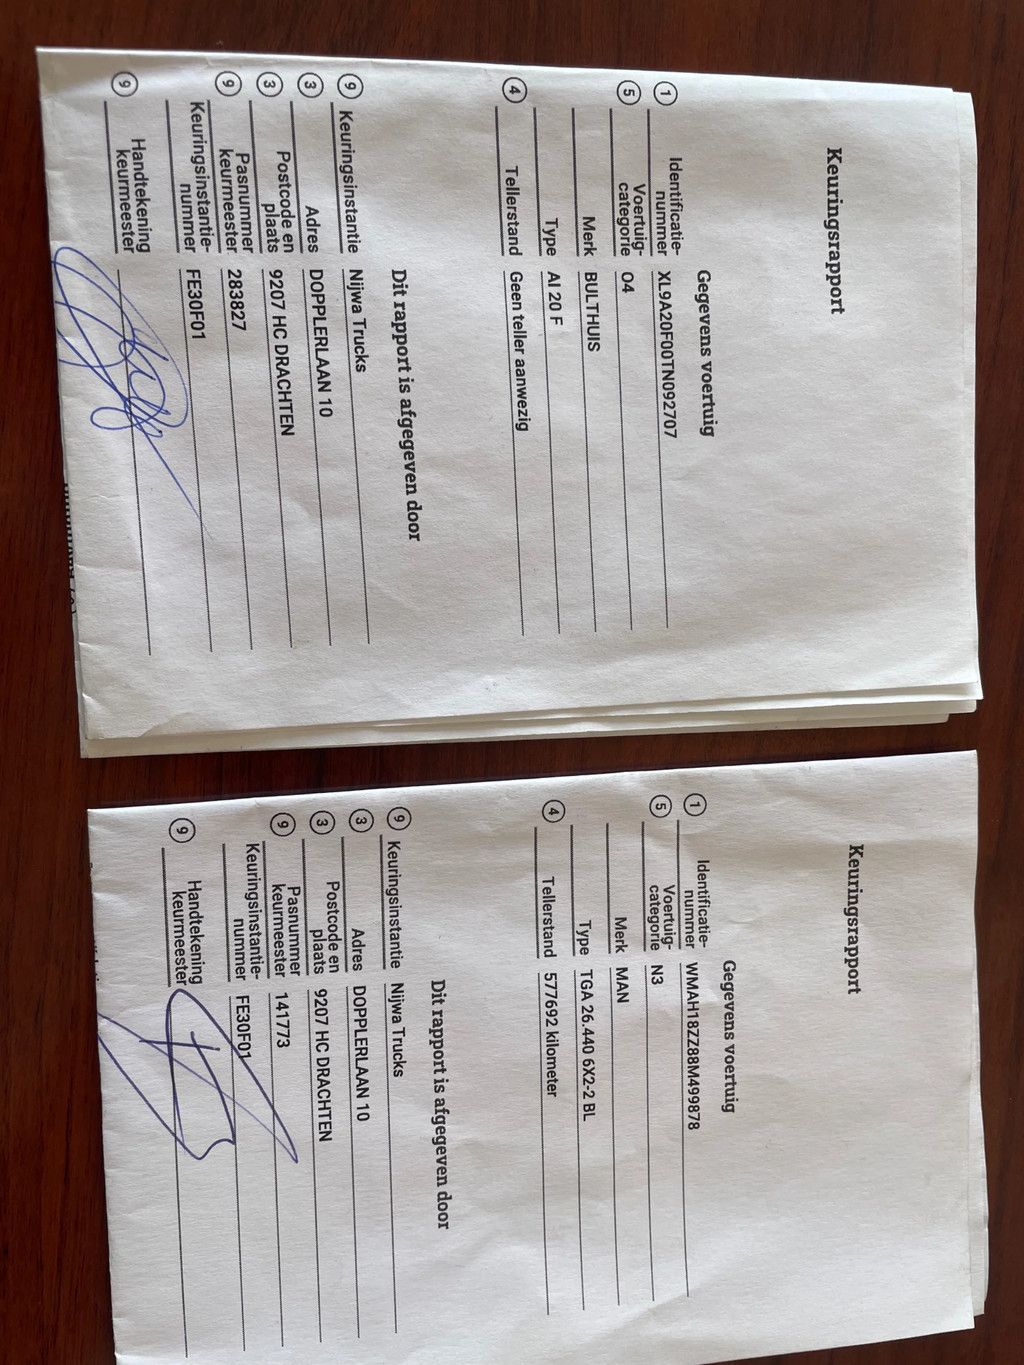 Keuringsrapport
Gegevens voertuig
1 Identificatie-
nummer XL9A20F00TN092707
5 Voertuig-
categorie O4
Merk BULTHUIS
Type AI 20 F
4 Tellerstand Geen teller aanwezig
Dit rapport is afgegeven door
9 Keuringsinstantie Nijwa Trucks
3 Adres DOPPLERLAAN 10
3 Postcode en
plaats 9207 HC DRACHTEN
9 Pasnummer
keurmeester 283827
Keuringsinstantie-
nummer FE30F01
9 Handtekening
keurmeester
Keuringsrapport
Gegevens voertuig
1 Identificatie-
nummer WMAH18ZZ88M499878
5 Voertuig-
categorie N3
Merk MAN
Type TGA 26.440 6X2-2 BL
4 Tellerstand 577692 kilometer
Dit rapport is afgegeven door
9 Keuringsinstantie Nijwa Trucks
3 Adres DOPPLERLAAN 10
3 Postcode en
plaats 9207 HC DRACHTEN
9 Pasnummer
keurmeester 141773
Keuringsinstantie-
nummer FE30F01
9 Handtekening
keurmeester